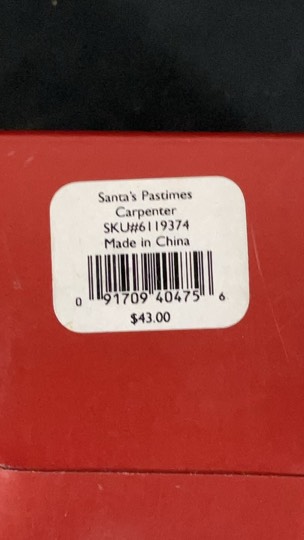 Santa's Pastimes
Carpenter
SKU#6119374
Made in China
0 91709 40475 6
$43.00